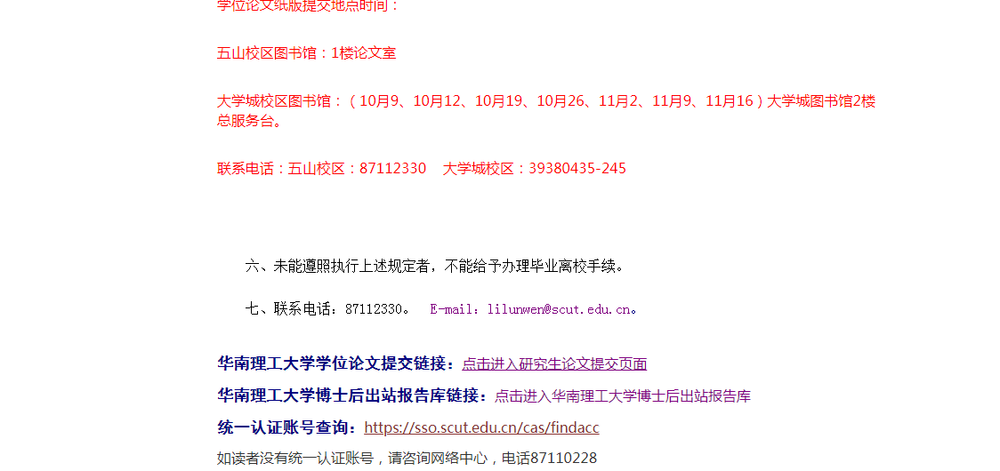 学位论文纸版提交地点时间：
五山校区图书馆：1楼论文室
大学城校区图书馆：（10月9、10月12、10月19、10月26、11月2、11月9、11月16）大学城图书馆2楼
总服务台。
联系电话：五山校区：87112330　大学城校区：39380435-245
六、未能遵照执行上述规定者，不能给予办理毕业离校手续。
七、联系电话：87112330。　E-mail：lilunwen@scut.edu.cn。
华南理工大学学位论文提交链接：点击进入研究生论文提交页面
华南理工大学博士后出站报告库链接：点击进入华南理工大学博士后出站报告库
统一认证账号查询：https://sso.scut.edu.cn/cas/findacc
如读者没有统一认证账号，请咨询网络中心，电话87110228